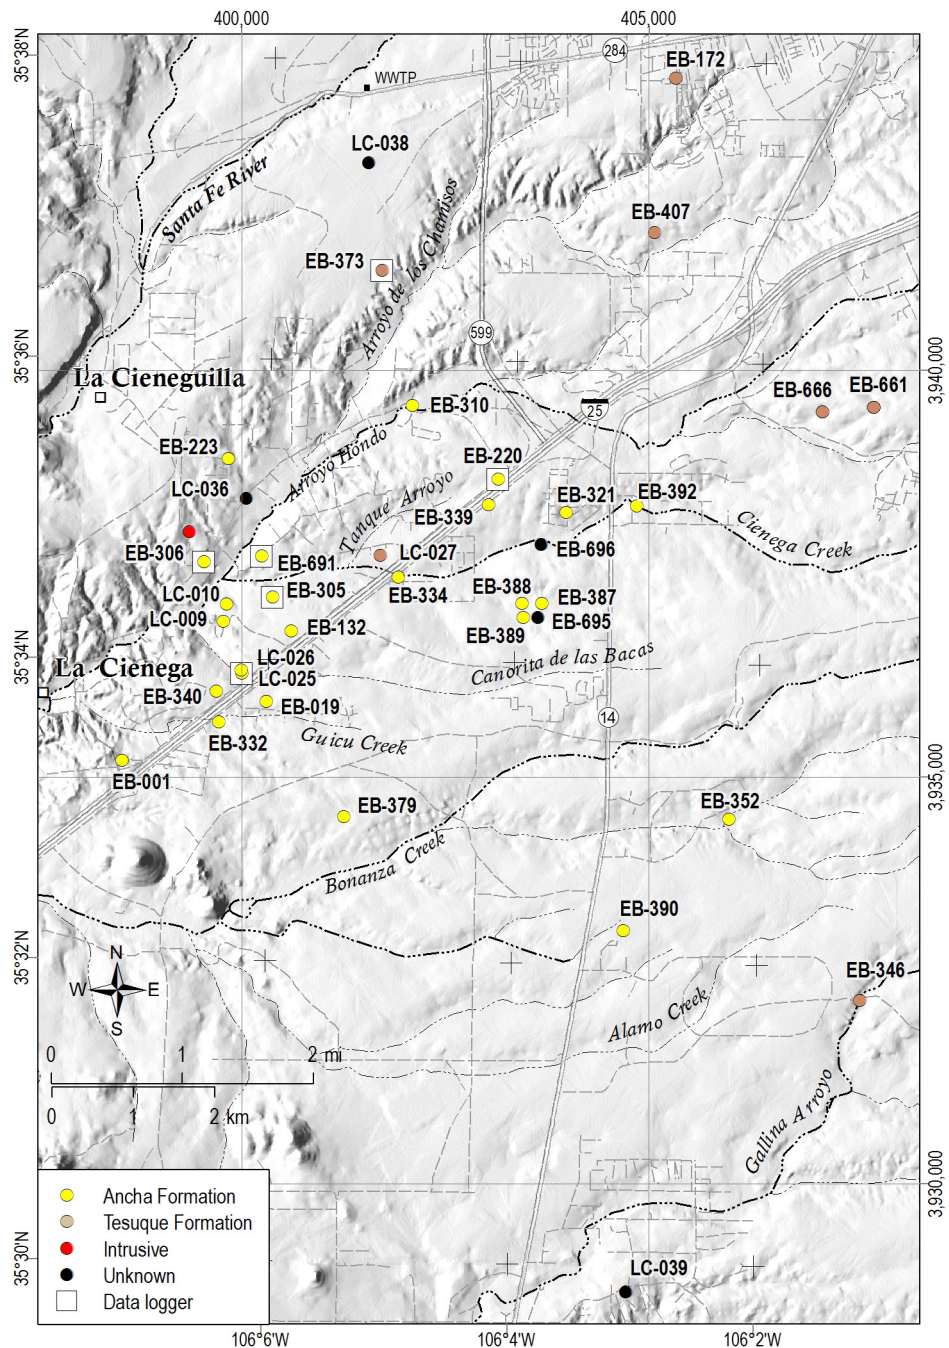 400,000
405,000
35°38'N
284
EB-172
WWTP
LC-038
Santa Fe River
EB-407
EB-373
Arroyo de los Chamisos
599
35°36'N
3,940,000
La Cieneguilla
EB-666
EB-661
EB-310
25
EB-223
Arroyo Hondo
EB-220
LC-036
Tanque Arroyo
EB-321
EB-392
EB-339
Cienega Creek
EB-306
EB-691
LC-027
EB-696
EB-334
LC-010
EB-305
EB-388
EB-387
LC-009
EB-132
EB-389
EB-695
35°34'N
La Cienega
LC-026
LC-025
Canorita de las Bacas
EB-340
EB-019
EB-332
Guicu Creek
14
EB-001
3,935,000
EB-379
EB-352
Bonanza Creek
EB-390
35°32'N
N
W
E
S
EB-346
Alamo Creek
0
1
2 mi
0
1
2 km
Gallina Arroyo
3,930,000
Ancha Formation
Tesuque Formation
Intrusive
Unknown
Data logger
35°30'N
LC-039
106°6'W
106°4'W
106°2'W